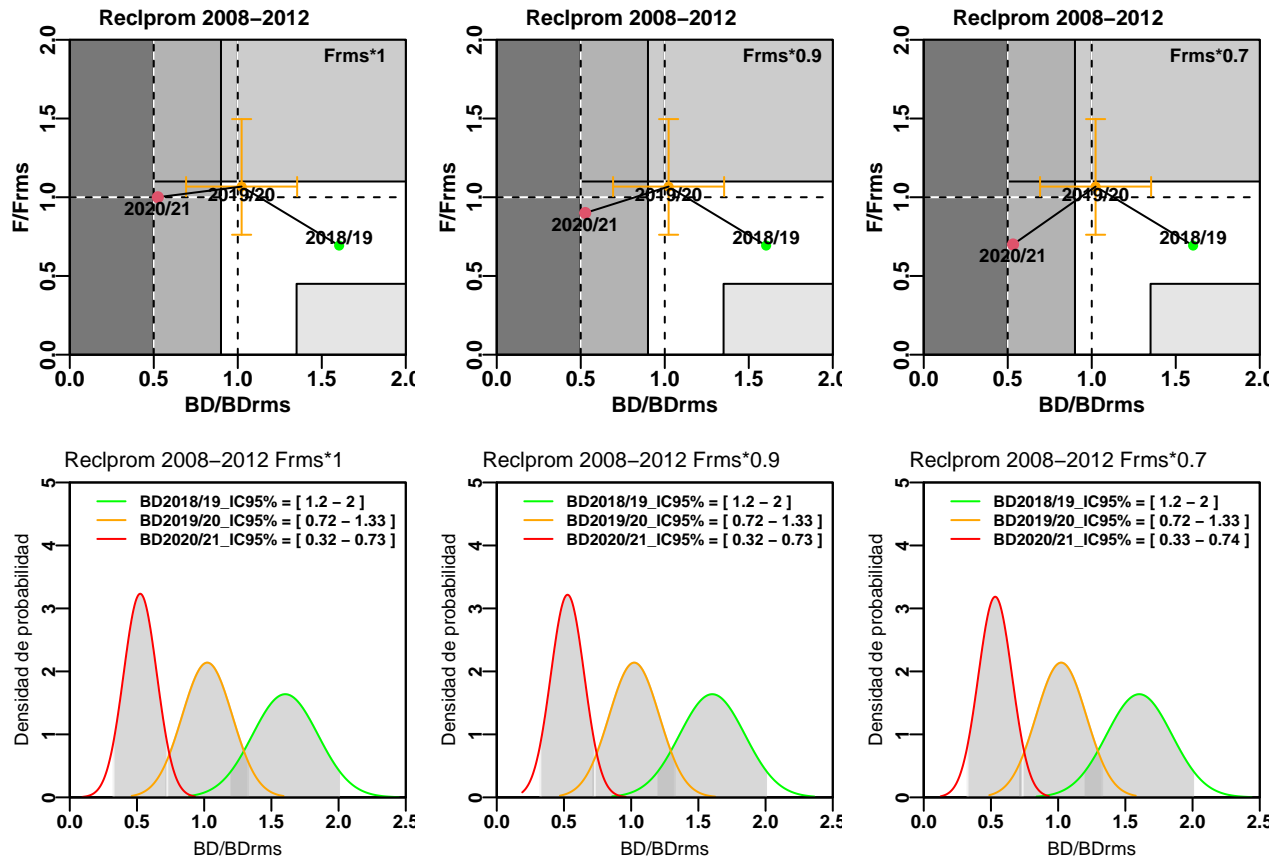 Reclprom 2008−2012
Frms*1
2.0
1.5
1.0
0.5
0.0
F/Frms
2019/20
2020/21
2018/19
0.0 0.5 1.0 1.5 2.0
BD/BDrms
Reclprom 2008−2012
Frms*0.9
2.0
1.5
1.0
0.5
0.0
2019/20
2020/21
2018/19
0.0 0.5 1.0 1.5 2.0
BD/BDrms
Reclprom 2008−2012
Frms*0.7
2.0
1.5
1.0
0.5
0.0
F/Frms
2019/20
2020/21
2018/19
0.0 0.5 1.0 1.5 2.0
BD/BDrms
Reclprom 2008−2012 Frms*1
BD2018/19_IC95% = [ 1.2 − 2 ]
BD2019/20_IC95% = [ 0.72 − 1.33 ]
BD2020/21_IC95% = [ 0.32 − 0.73 ]
5
4
3
2
1
0
Densidad de probabilidad
0.0 0.5 1.0 1.5 2.0 2.5
BD/BDrms
Reclprom 2008−2012 Frms*0.9
BD2018/19_IC95% = [ 1.2 − 2 ]
BD2019/20_IC95% = [ 0.72 − 1.33 ]
BD2020/21_IC95% = [ 0.32 − 0.73 ]
5
4
3
2
1
0
Densidad de probabilidad
0.0 0.5 1.0 1.5 2.0 2.5
BD/BDrms
Reclprom 2008−2012 Frms*0.7
BD2018/19_IC95% = [ 1.2 − 2 ]
BD2019/20_IC95% = [ 0.72 − 1.33 ]
BD2020/21_IC95% = [ 0.33 − 0.74 ]
5
4
3
2
1
0
Densidad de probabilidad
0.0 0.5 1.0 1.5 2.0 2.5
BD/BDrms